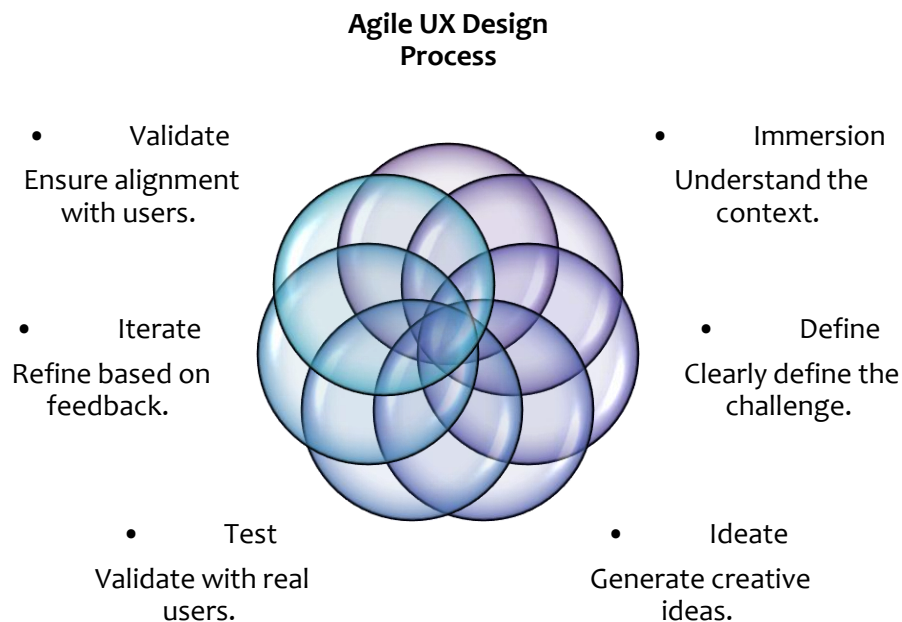 Agile UX Design
Process
• Validate
Ensure alignment
with users.
• Immersion
Understand the
context.
• Iterate
Refine based on
feedback.
• Define
Clearly define the
challenge.
• Test
Validate with real
users.
• Ideate
Generate creative
ideas.